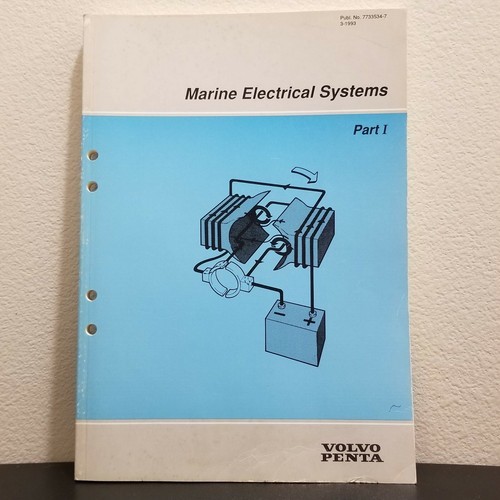 Publ. No. 7733534-7
3-1993
Marine Electrical Systems
Part I
- +
VOLVO
PENTA